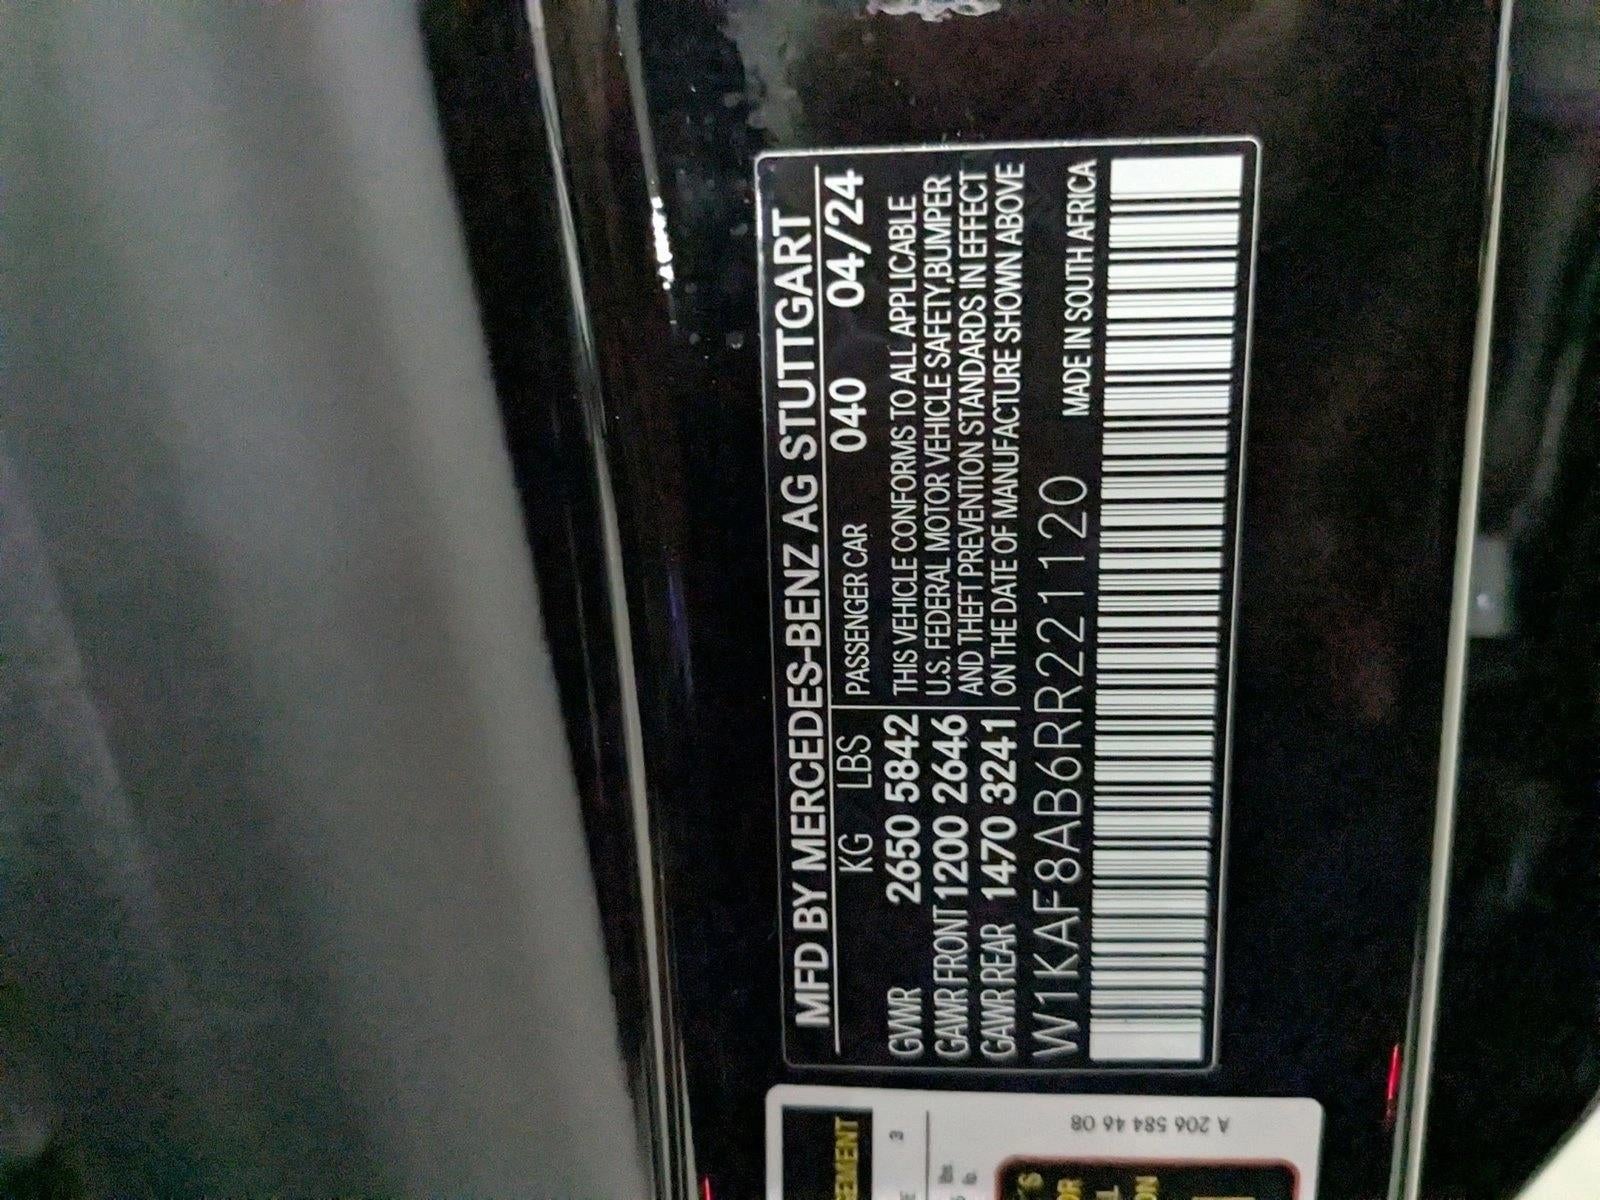 MFD BY MERCEDES-BENZ AG STUTTGART
KG LBS PASSENGER CAR 040 04/24
GVWR 2650 5842
GAWR FRONT 1200 2646
GAWR REAR 1470 3241
THIS VEHICLE CONFORMS TO ALL APPLICABLE
U.S. FEDERAL MOTOR VEHICLE SAFETY,BUMPER
AND THEFT PREVENTION STANDARDS IN EFFECT
ON THE DATE OF MANUFACTURE SHOWN ABOVE
W1KAF8AB6RR221120 MADE IN SOUTH AFRICA
3
A 206 584 46 08